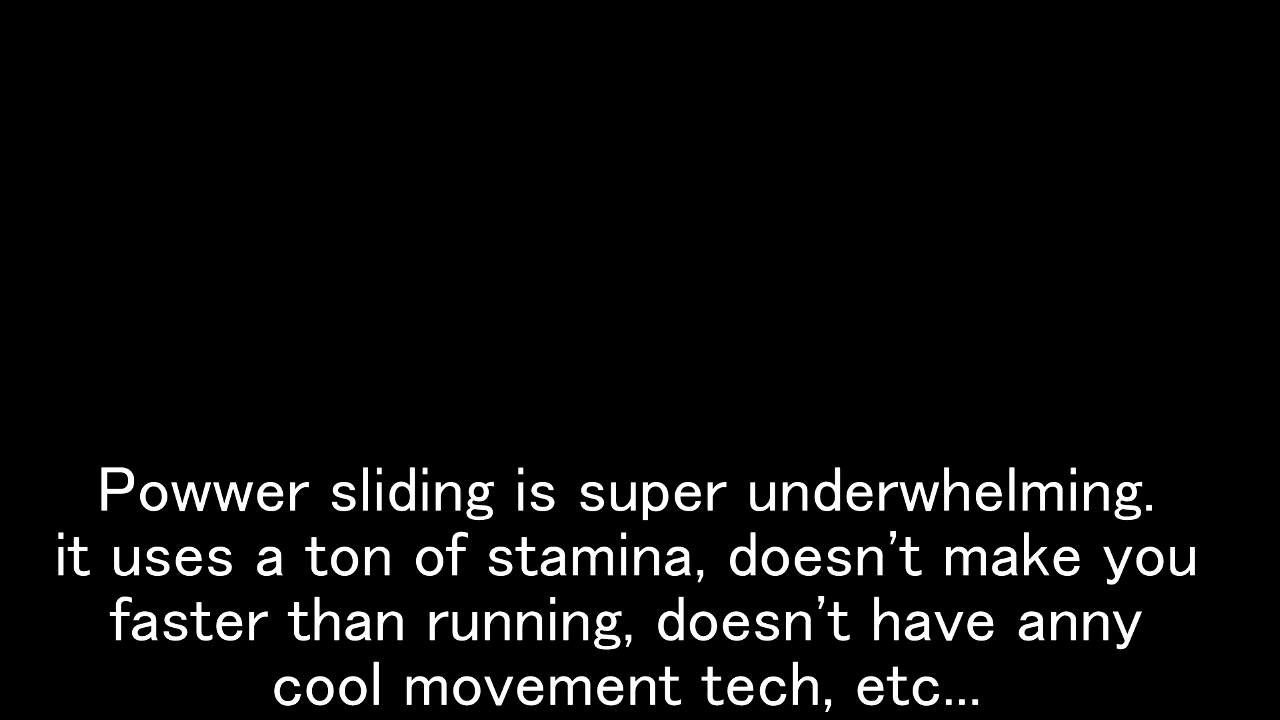 Powwer sliding is super underwhelming.
it uses a ton of stamina, doesn't make you
faster than running, doesn't have anny
cool movement tech, etc...